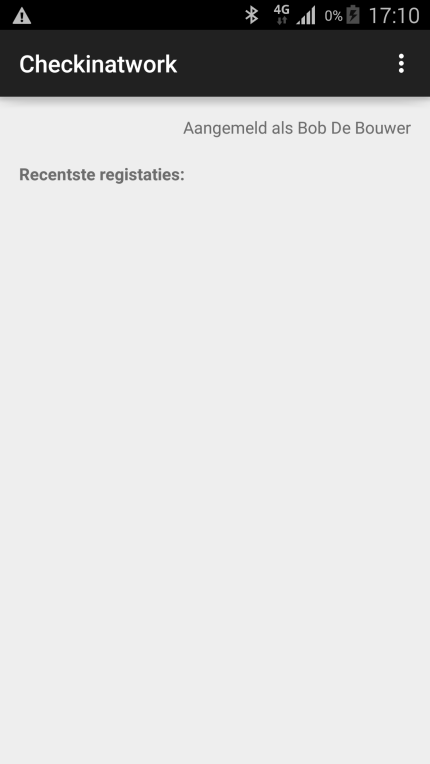 4G 0% 17:10
Checkinatwork
Aangemeld als Bob De Bouwer
Recentste registaties: